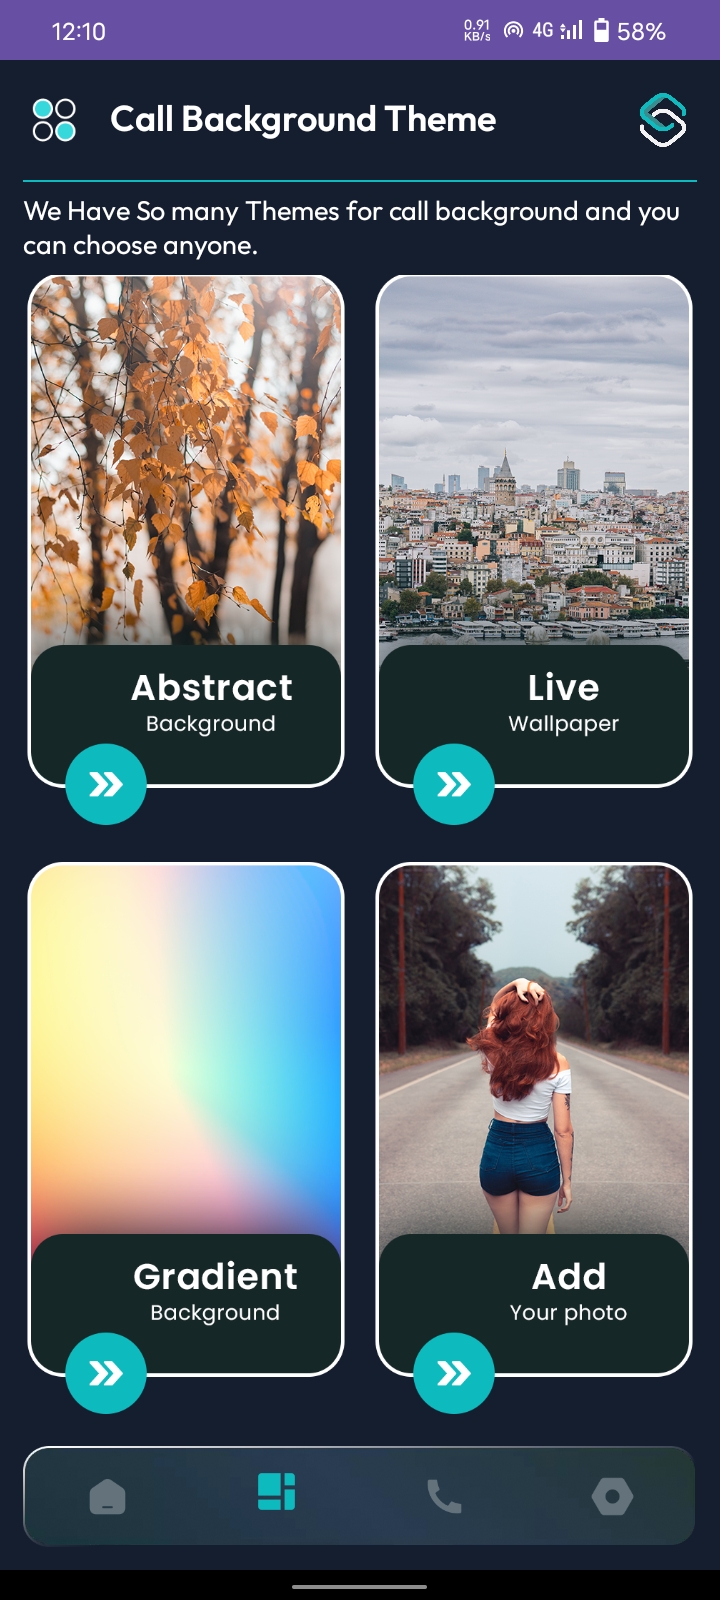 12:10
0.91
KB/s
4G
58%
Call Background Theme
We Have So many Themes for call background and you
can choose anyone.
Abstract
Background
Live
Wallpaper
Gradient
Background
Add
Your photo